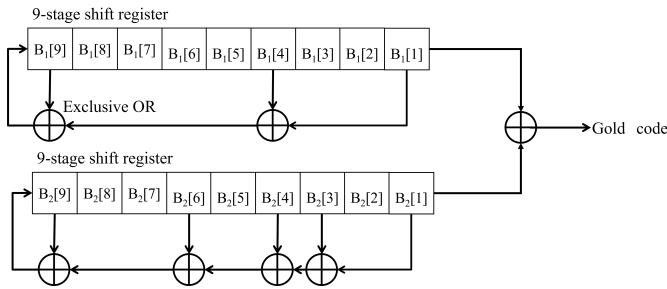 9-stage shift register
B₁[9] B₁[8] B₁[7] B₁[6] B₁[5] B₁[4] B₁[3] B₁[2] B₁[1]
Exclusive OR
Gold code
9-stage shift register
B₂[9] B₂[8] B₂[7] B₂[6] B₂[5] B₂[4] B₂[3] B₂[2] B₂[1]